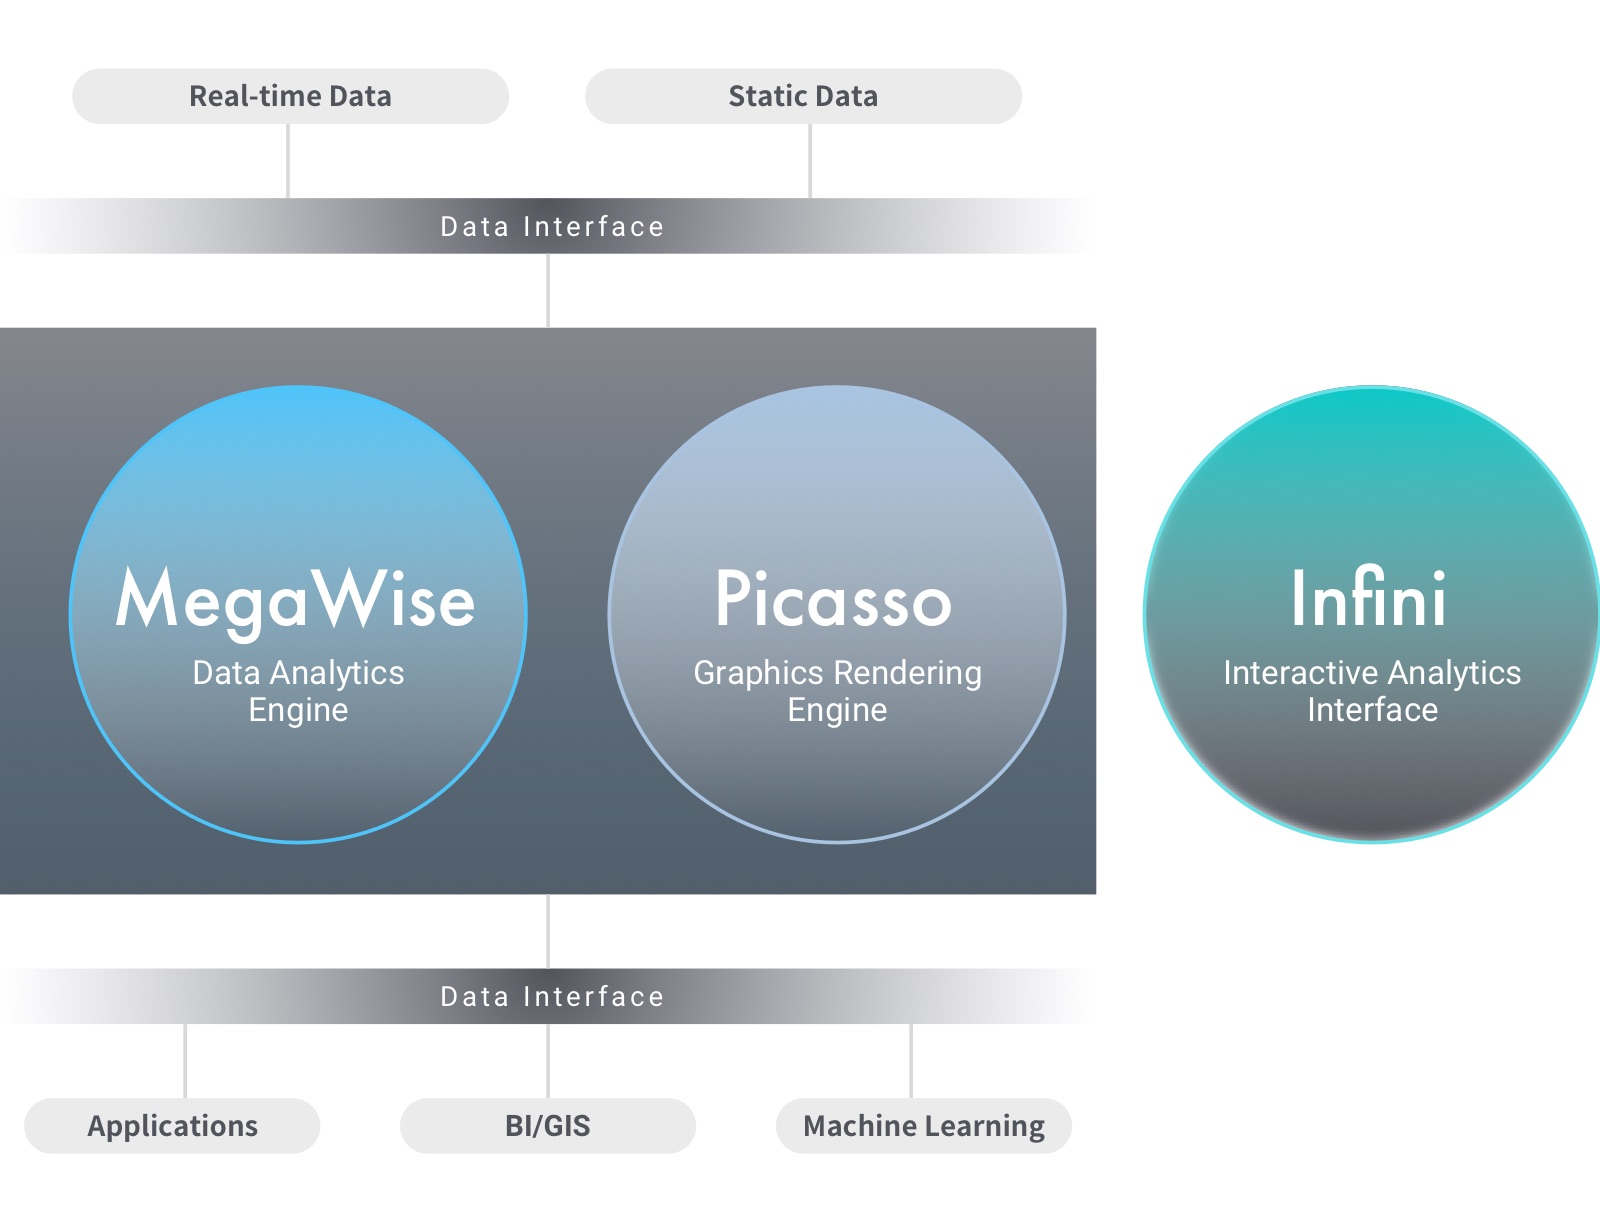 Real-time Data
Static Data
Data Interface
MegaWise
Data Analytics
Engine
Picasso
Graphics Rendering
Engine
Infini
Interactive Analytics
Interface
Data Interface
Applications
BI/GIS
Machine Learning